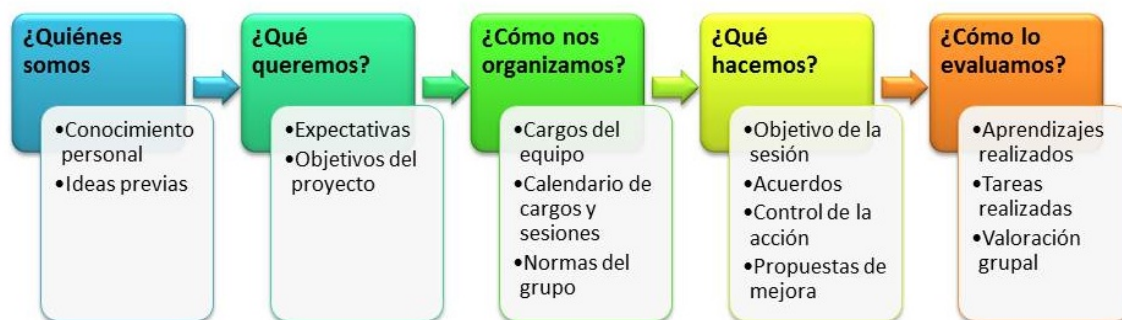 ¿Quiénes
somos
•Conocimiento
personal
•Ideas previas
¿Qué
queremos?
•Expectativas
•Objetivos del
proyecto
¿Cómo nos
organizamos?
•Cargos del
equipo
•Calendario de
cargos y
sesiones
•Normas del
grupo
¿Qué
hacemos?
•Objetivo de la
sesión
•Acuerdos
•Control de la
acción
•Propuestas de
mejora
¿Cómo lo
evaluamos?
•Aprendizajes
realizados
•Tareas
realizadas
•Valoración
grupal